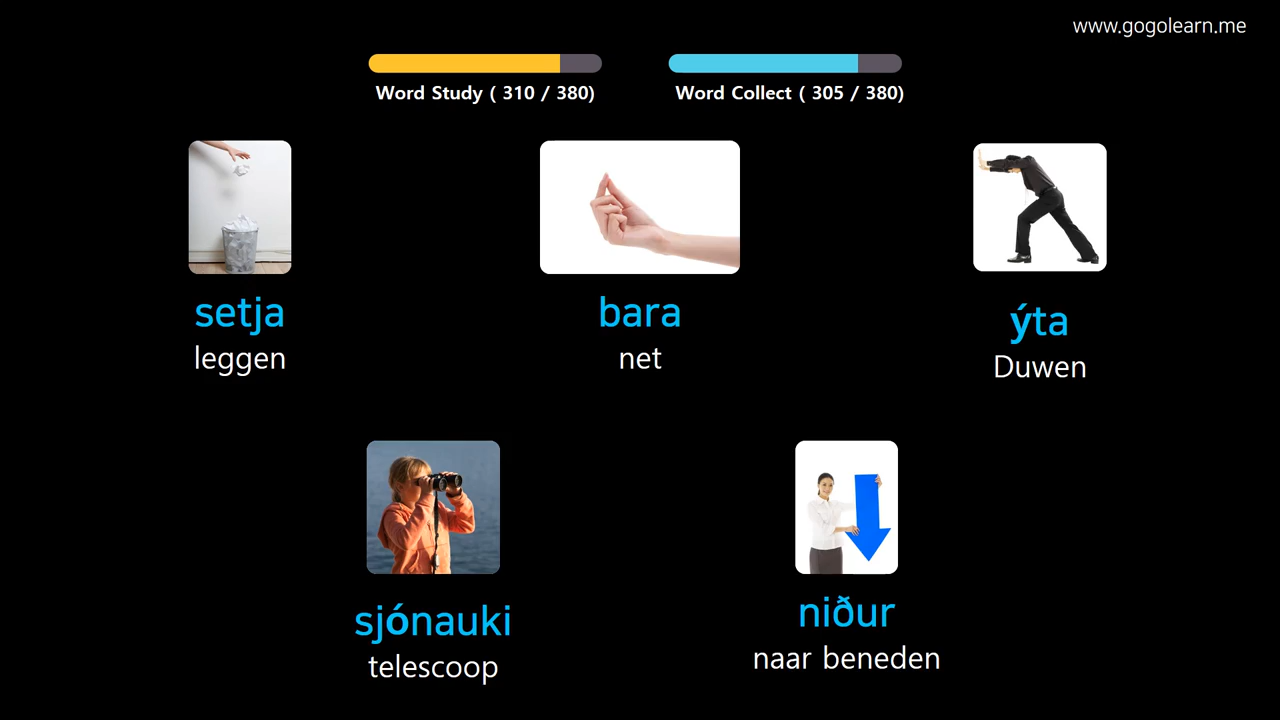 www.gogolearn.me
Word Study ( 310 / 380)
Word Collect ( 305 / 380)
setja
leggen
bara
net
ýta
Duwen
sjónauki
telescoop
niður
naar beneden